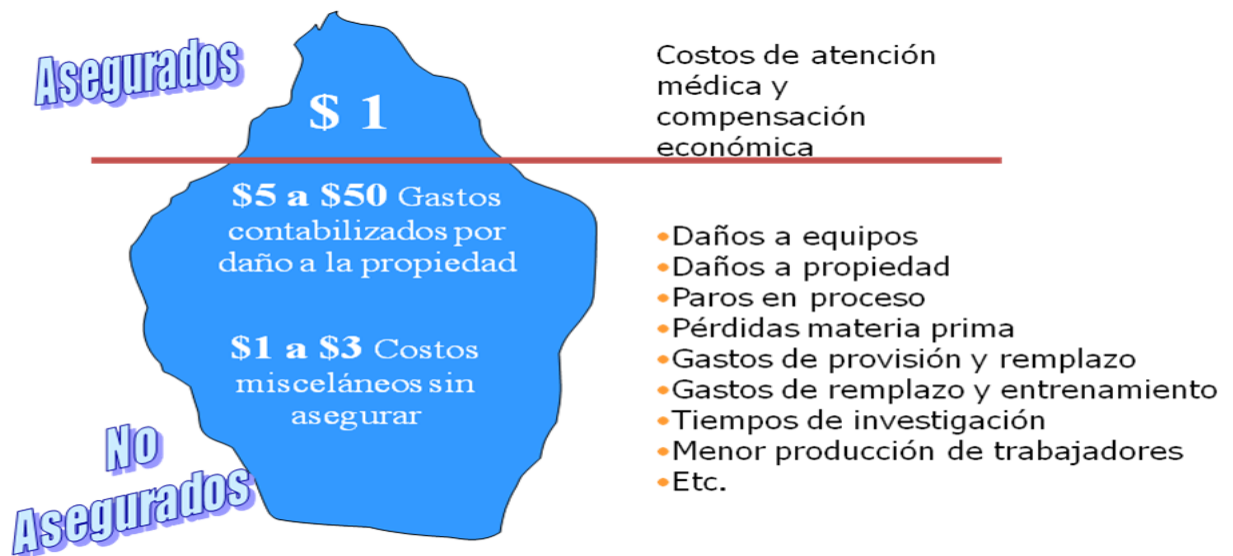 Asegurados
$ 1
Costos de atención
médica y
compensación
económica
$5 a $50 Gastos
contabilizados por
daño a la propiedad
$1 a $3 Costos
misceláneos sin
asegurar
No
Asegurados
•Daños a equipos
•Daños a propiedad
•Paros en proceso
•Pérdidas materia prima
•Gastos de provisión y remplazo
•Gastos de remplazo y entrenamiento
•Tiempos de investigación
•Menor producción de trabajadores
•Etc.